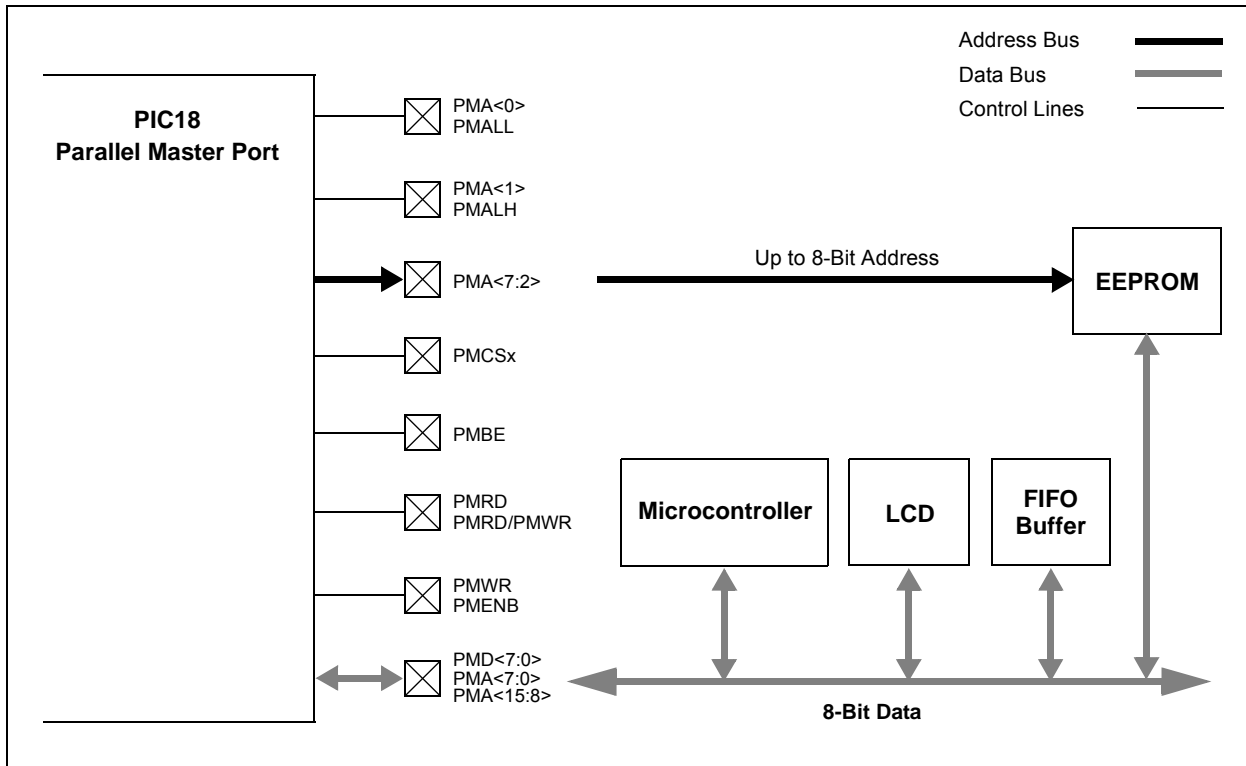 Address Bus
Data Bus
Control Lines
PIC18
Parallel Master Port
PMA<0>
PMALL
PMA<1>
PMALH
PMA<7:2>
Up to 8-Bit Address
EEPROM
PMCSx
PMBE
PMRD
PMRD/PMWR
Microcontroller
LCD
FIFO
Buffer
PMWR
PMENB
PMD<7:0>
PMA<7:0>
PMA<15:8>
8-Bit Data